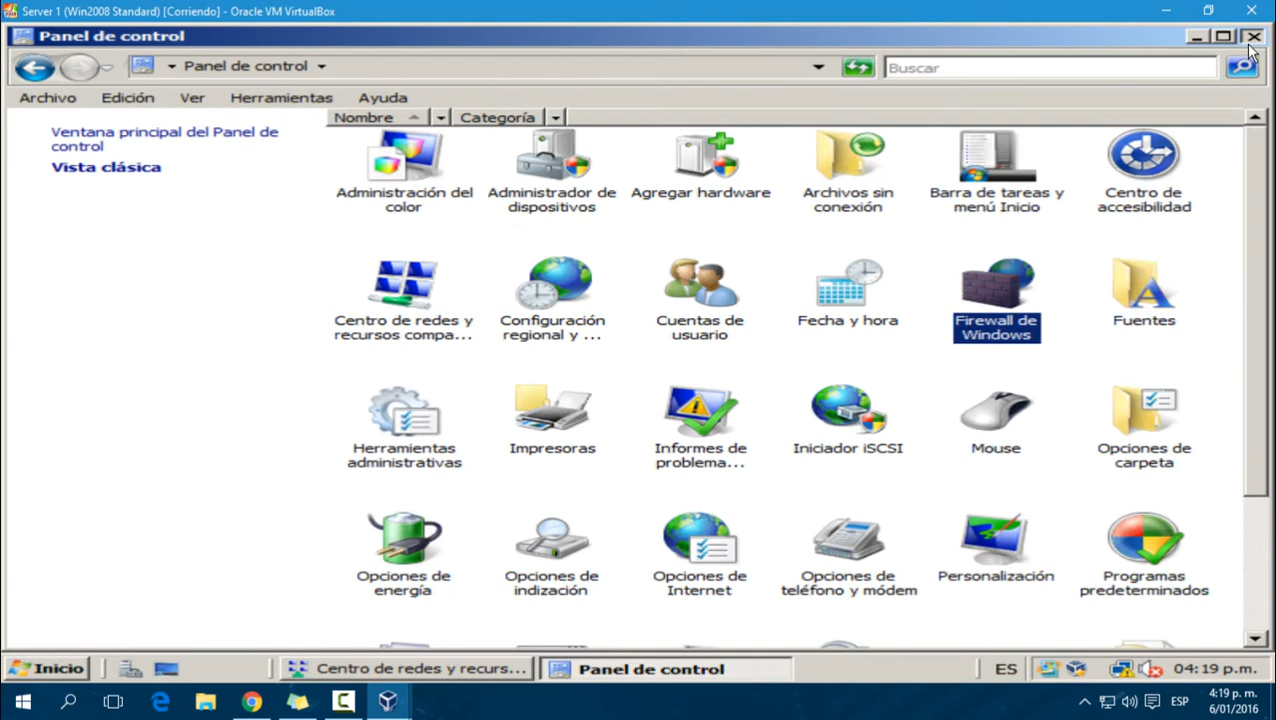 Server 1 (Win2008 Standard) [Corriendo] - Oracle VM VirtualBox
Panel de control
Panel de control
Buscar
Archivo Edición Ver Herramientas Ayuda
Ventana principal del Panel de
control
Vista clásica
Nombre Categoría
Administración del
color
Administrador de
dispositivos
Agregar hardware
Archivos sin
conexión
Barra de tareas y
menú Inicio
Centro de
accesibilidad
Centro de redes y
recursos compa...
Configuración
regional y ...
Cuentas de
usuario
Fecha y hora
Firewall de
Windows
Fuentes
Herramientas
administrativas
Impresoras
Informes de
problema...
Iniciador iSCSI
Mouse
Opciones de
carpeta
Opciones de
energía
Opciones de
indización
Opciones de
Internet
Opciones de
teléfono y módem
Personalización
Programas
predeterminados
Inicio
Centro de redes y recurs...
Panel de control
ES
04:19 p.m.
ESP
4:19 p. m.
6/01/2016